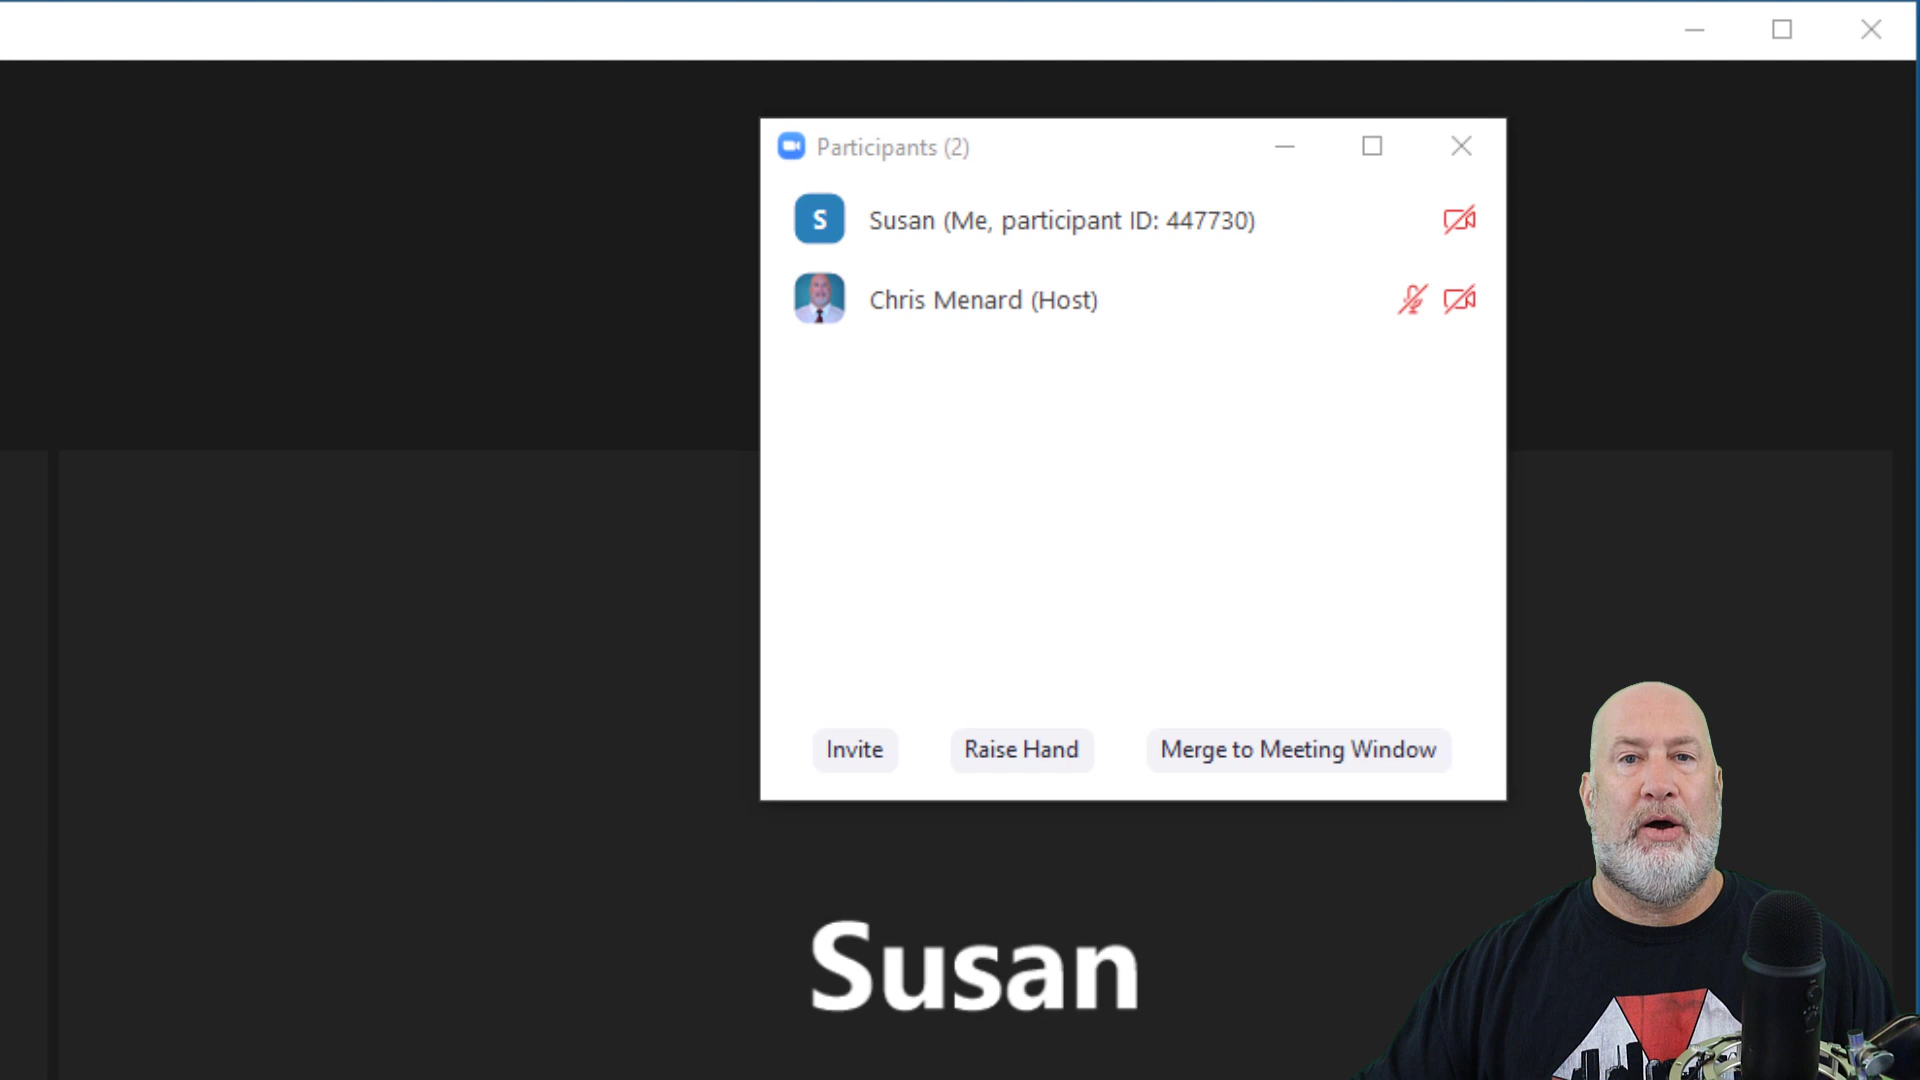 Participants (2)
S
Susan (Me, participant ID: 447730)
Chris Menard (Host)
Invite
Raise Hand
Merge to Meeting Window
Susan